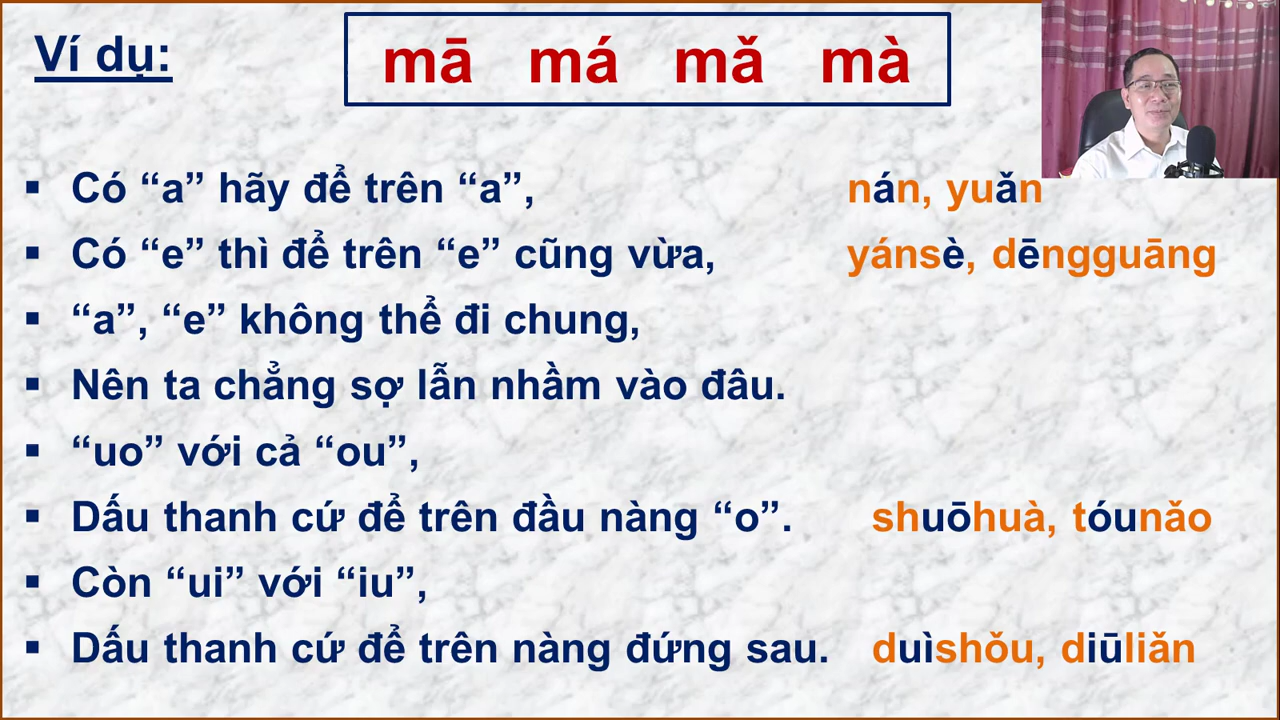 Ví dụ: mā má mǎ mà
▪ Có “a” hãy để trên “a”, nán, yuǎn
▪ Có “e” thì để trên “e” cũng vừa, yánsè, dēngguāng
▪ “a”, “e” không thể đi chung,
▪ Nên ta chẳng sợ lẫn nhầm vào đâu.
▪ “uo” với cả “ou”,
▪ Dấu thanh cứ để trên đầu nàng “o”. shuōhuà, tóunǎo
▪ Còn “ui” với “iu”,
▪ Dấu thanh cứ để trên nàng đứng sau. duìshǒu, diūliǎn